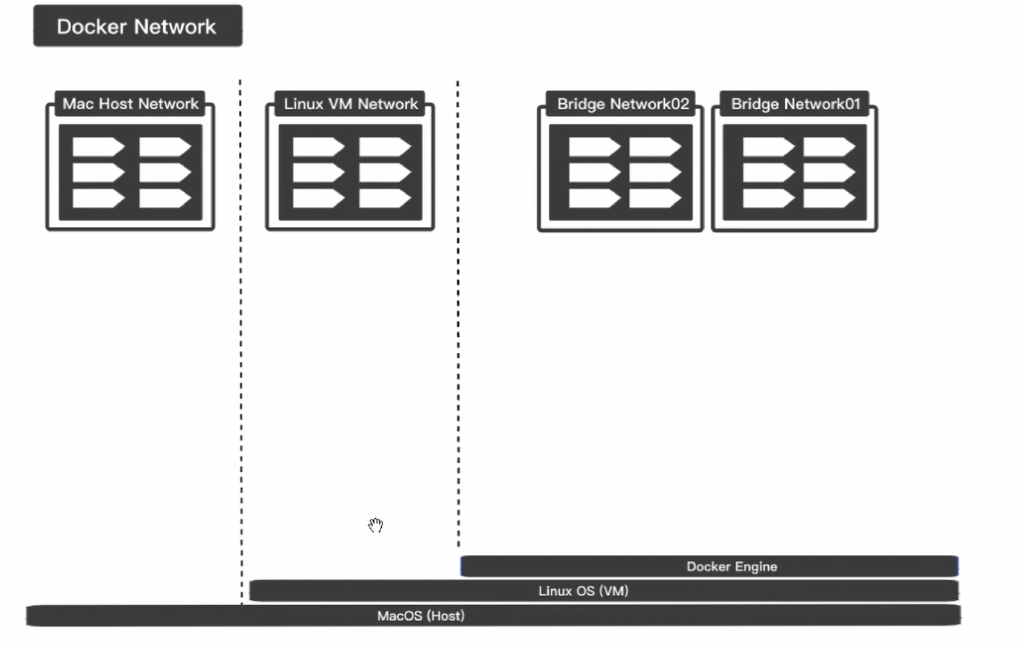 Docker Network
Mac Host Network
Linux VM Network
Bridge Network02
Bridge Network01
Docker Engine
Linux OS (VM)
MacOS (Host)